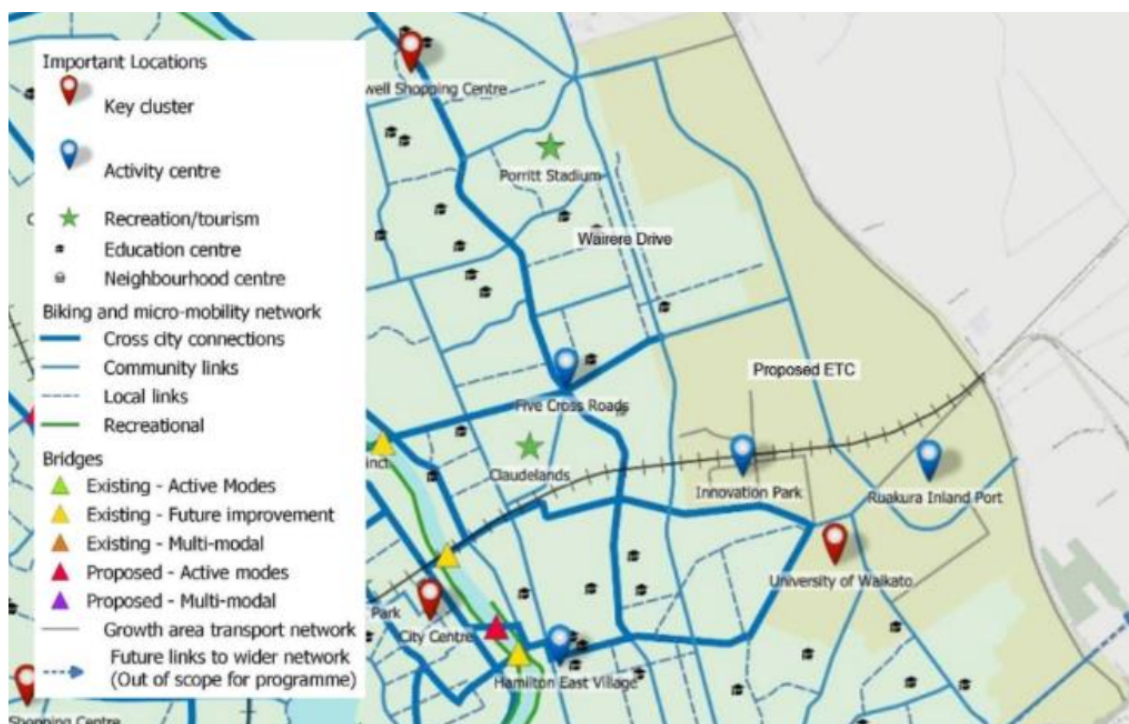 Important Locations
Key cluster
Activity centre
Recreation/tourism
Education centre
Neighbourhood centre
Biking and micro-mobility network
Cross city connections
Community links
Local links
Recreational
Bridges
Existing - Active Modes
Existing - Future improvement
Existing - Multi-modal
Proposed - Active modes
Proposed - Multi-modal
Growth area transport network
Future links to wider network
(Out of scope for programme)
well Shopping Centre
Porritt Stadium
Wairere Drive
Proposed ETC
Five Cross Roads
inct
Claudelands
Innovation Park
Ruakura Inland Port
University of Waikato
Park
City Centre
Hamilton East Village
Shopping Centre